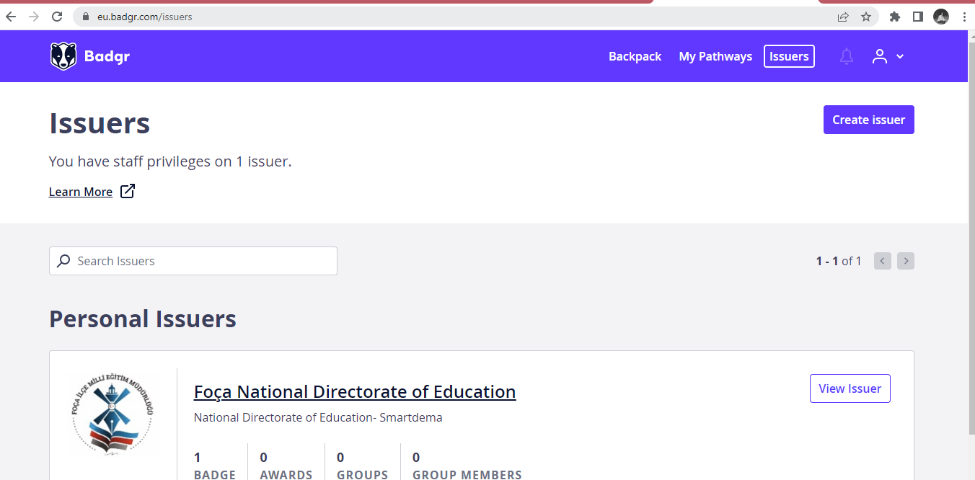 eu.badgr.com/issuers
Badgr
Backpack My Pathways Issuers
Issuers
Create issuer
You have staff privileges on 1 issuer.
Learn More
Search Issuers
1 - 1 of 1
Personal Issuers
FOÇA İLÇE MİLLİ EĞİTİM MÜDÜRLÜĞÜ
Foça National Directorate of Education
View Issuer
National Directorate of Education- Smartdema
1 0 0 0
BADGE AWARDS GROUPS GROUP MEMBERS